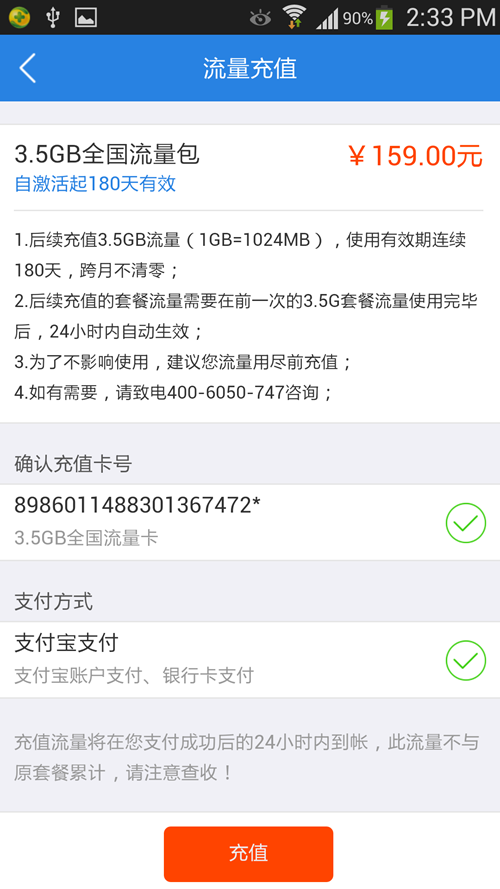 90% 2:33 PM
流量充值
3.5GB全国流量包
￥159.00元
自激活起180天有效
1.后续充值3.5GB流量（1GB=1024MB），使用有效期连续
180天，跨月不清零；
2.后续充值的套餐流量需要在前一次的3.5G套餐流量使用完毕
后，24小时内自动生效；
3.为了不影响使用，建议您流量用尽前充值；
4.如有需要，请致电400-6050-747咨询；
确认充值卡号
8986011488301367472*
3.5GB全国流量卡
支付方式
支付宝支付
支付宝账户支付、银行卡支付
充值流量将在您支付成功后的24小时内到帐，此流量不与
原套餐累计，请注意查收！
充值